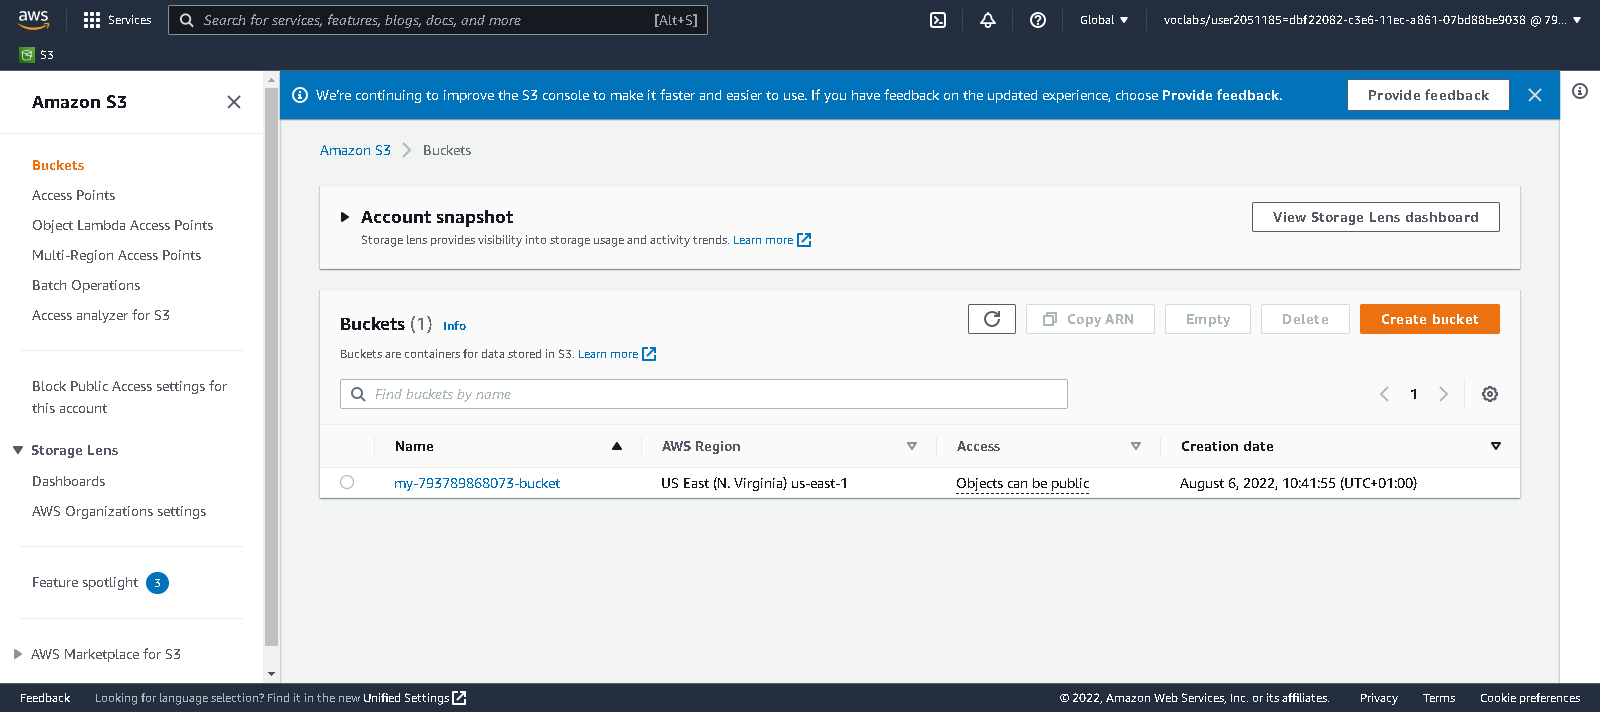 aws
Services
Search for services, features, blogs, docs, and more
[Alt+S]
Global
voclabs/user2051185=dbf22082-c3e6-11ec-a861-07bd88be9038 @ 79...
S3
Amazon S3
Buckets
Access Points
Object Lambda Access Points
Multi-Region Access Points
Batch Operations
Access analyzer for S3
Block Public Access settings for
this account
Storage Lens
Dashboards
AWS Organizations settings
Feature spotlight 3
AWS Marketplace for S3
We're continuing to improve the S3 console to make it faster and easier to use. If you have feedback on the updated experience, choose Provide feedback.
Provide feedback
Amazon S3 Buckets
Account snapshot
Storage lens provides visibility into storage usage and activity trends. Learn more
View Storage Lens dashboard
Buckets (1) Info
Buckets are containers for data stored in S3. Learn more
Copy ARN
Empty
Delete
Create bucket
Find buckets by name
1
Name AWS Region Access Creation date
my-793789868073-bucket US East (N. Virginia) us-east-1 Objects can be public August 6, 2022, 10:41:55 (UTC+01:00)
Feedback
Looking for language selection? Find it in the new Unified Settings
© 2022, Amazon Web Services, Inc. or its affiliates.
Privacy
Terms
Cookie preferences